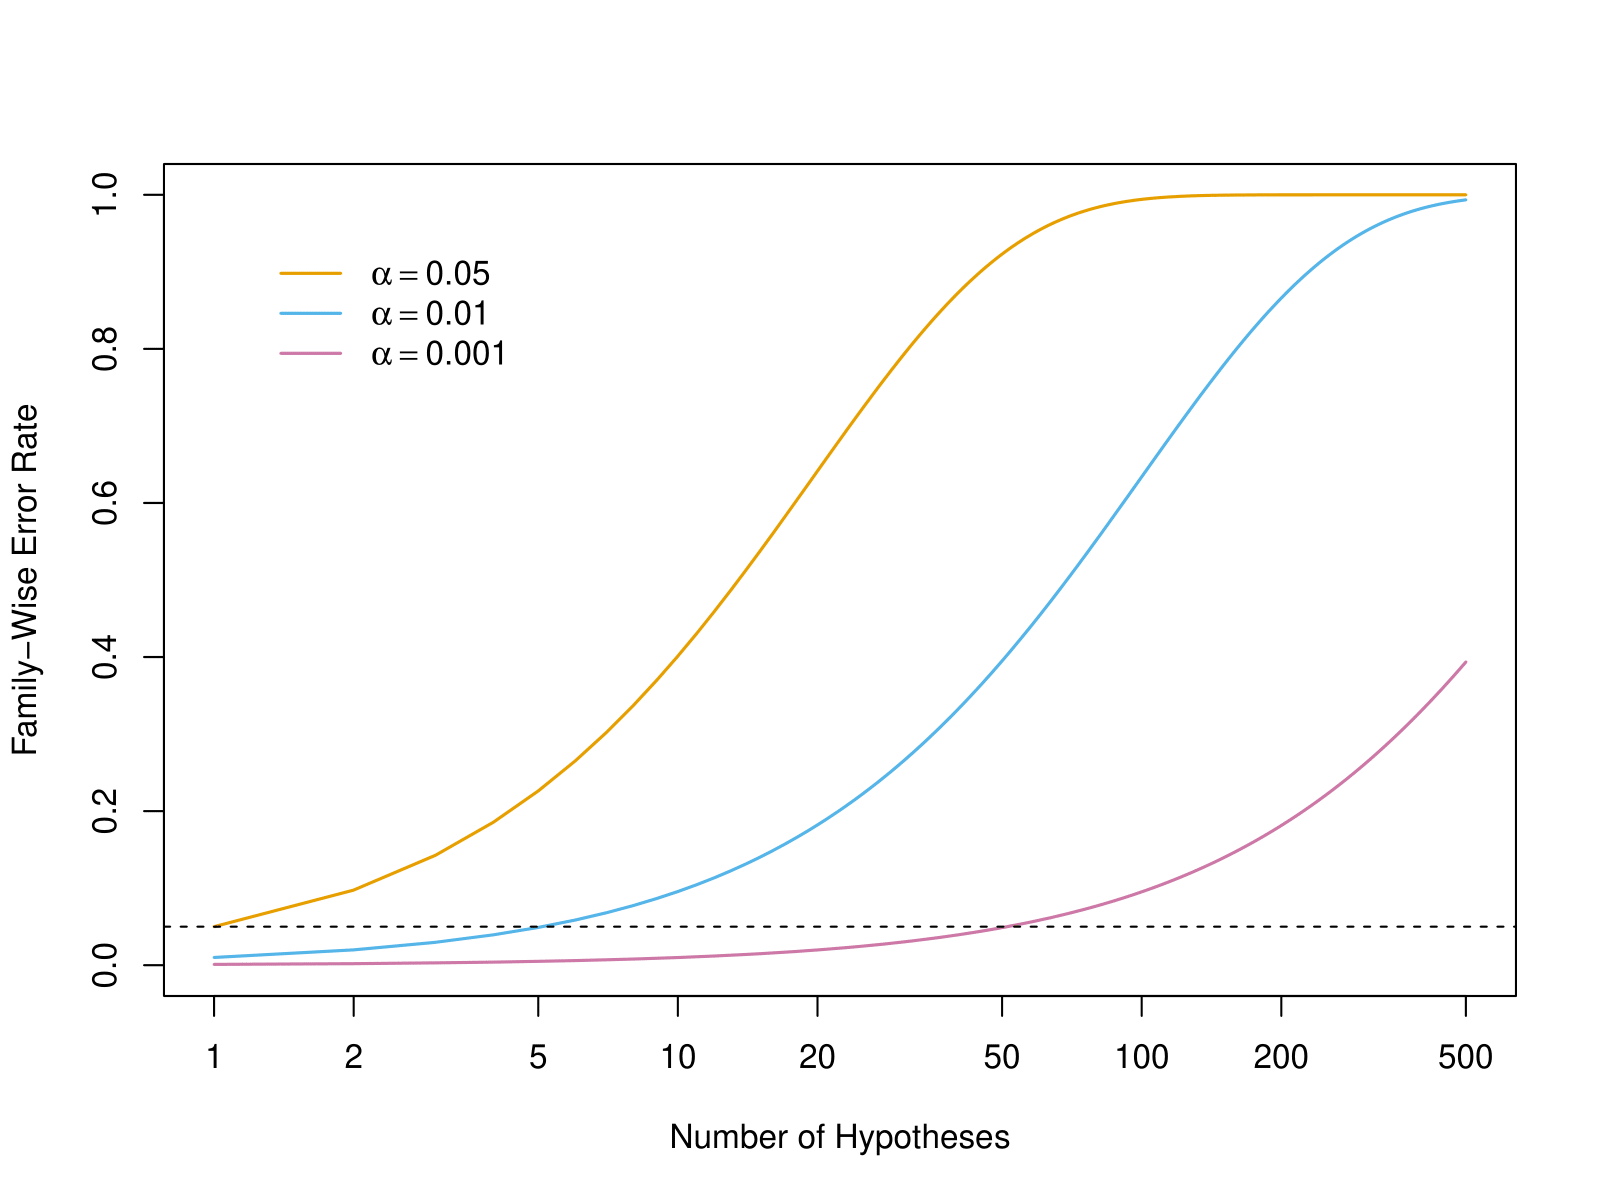 1.0
0.8
0.6
0.4
0.2
0.0
Family−Wise Error Rate
α = 0.05
α = 0.01
α = 0.001
1 2 5 10 20 50 100 200 500
Number of Hypotheses